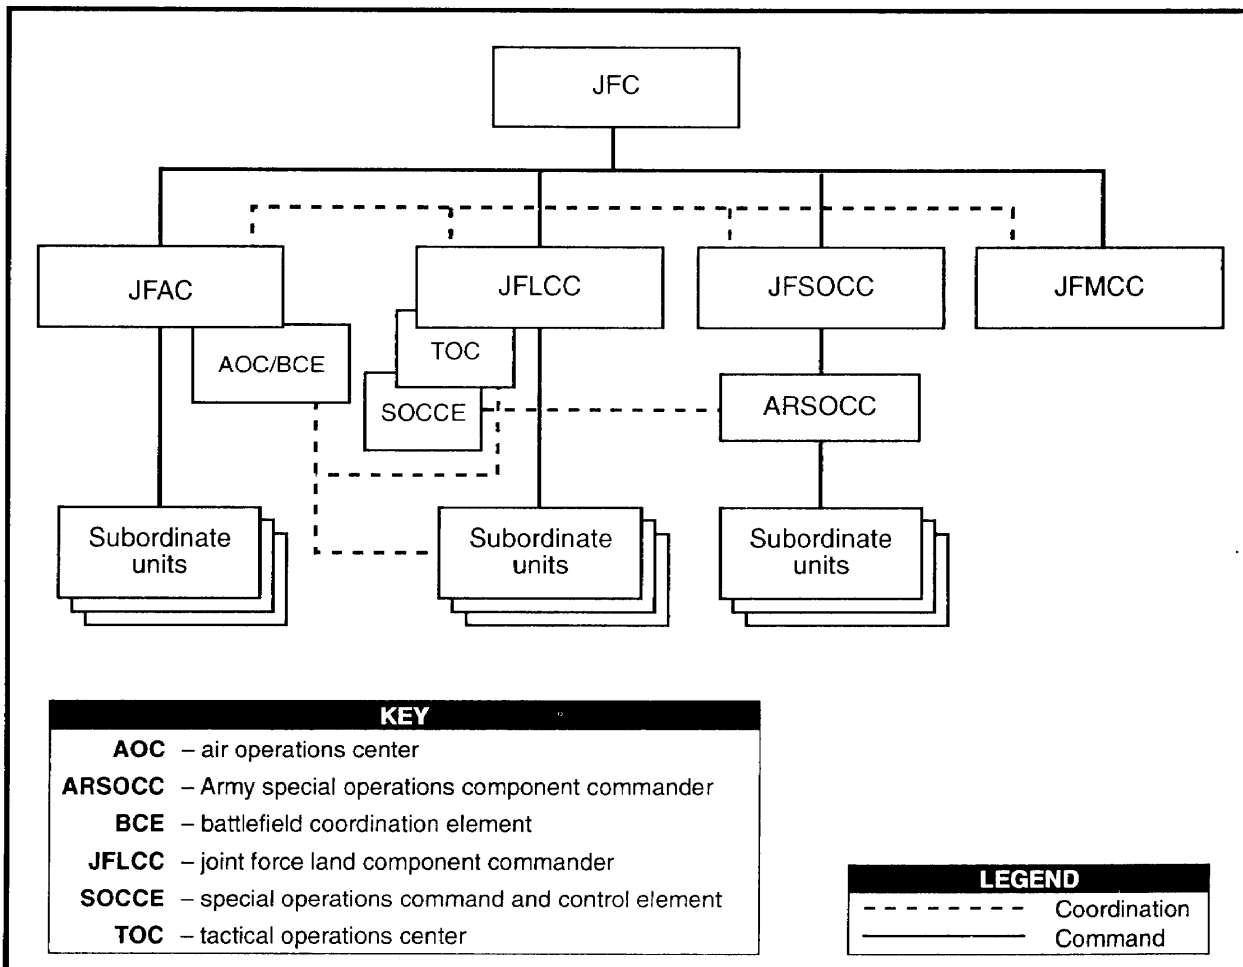 JFC
JFAC
JFLCC
JFSOCC
JFMCC
AOC/BCE
TOC
SOCCE
ARSOCC
Subordinate
units
Subordinate
units
Subordinate
units
KEY
AOC – air operations center
ARSOCC – Army special operations component commander
BCE – battlefield coordination element
JFLCC – joint force land component commander
SOCCE – special operations command and control element
TOC – tactical operations center
LEGEND
Coordination
Command